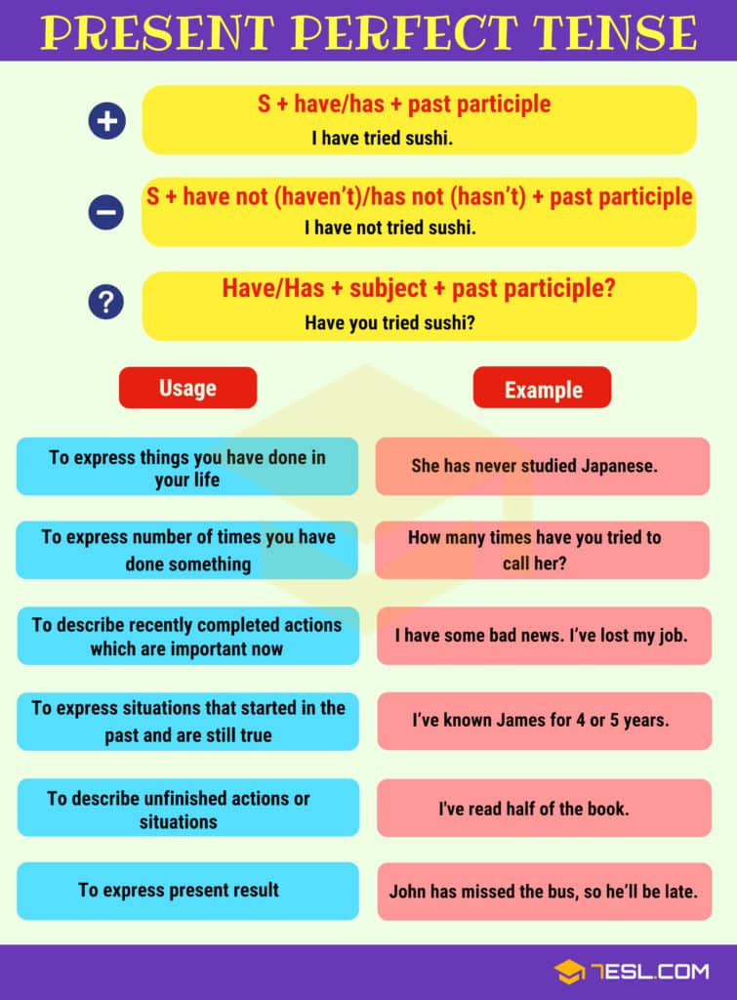 PRESENT PERFECT TENSE
+
S + have/has + past participle
I have tried sushi.
−
S + have not (haven’t)/has not (hasn’t) + past participle
I have not tried sushi.
?
Have/Has + subject + past participle?
Have you tried sushi?
Usage
Example
To express things you have done in
your life
She has never studied Japanese.
To express number of times you have
done something
How many times have you tried to
call her?
To describe recently completed actions
which are important now
I have some bad news. I’ve lost my job.
To express situations that started in the
past and are still true
I’ve known James for 4 or 5 years.
To describe unfinished actions or
situations
I've read half of the book.
To express present result
John has missed the bus, so he’ll be late.
7ESL.COM